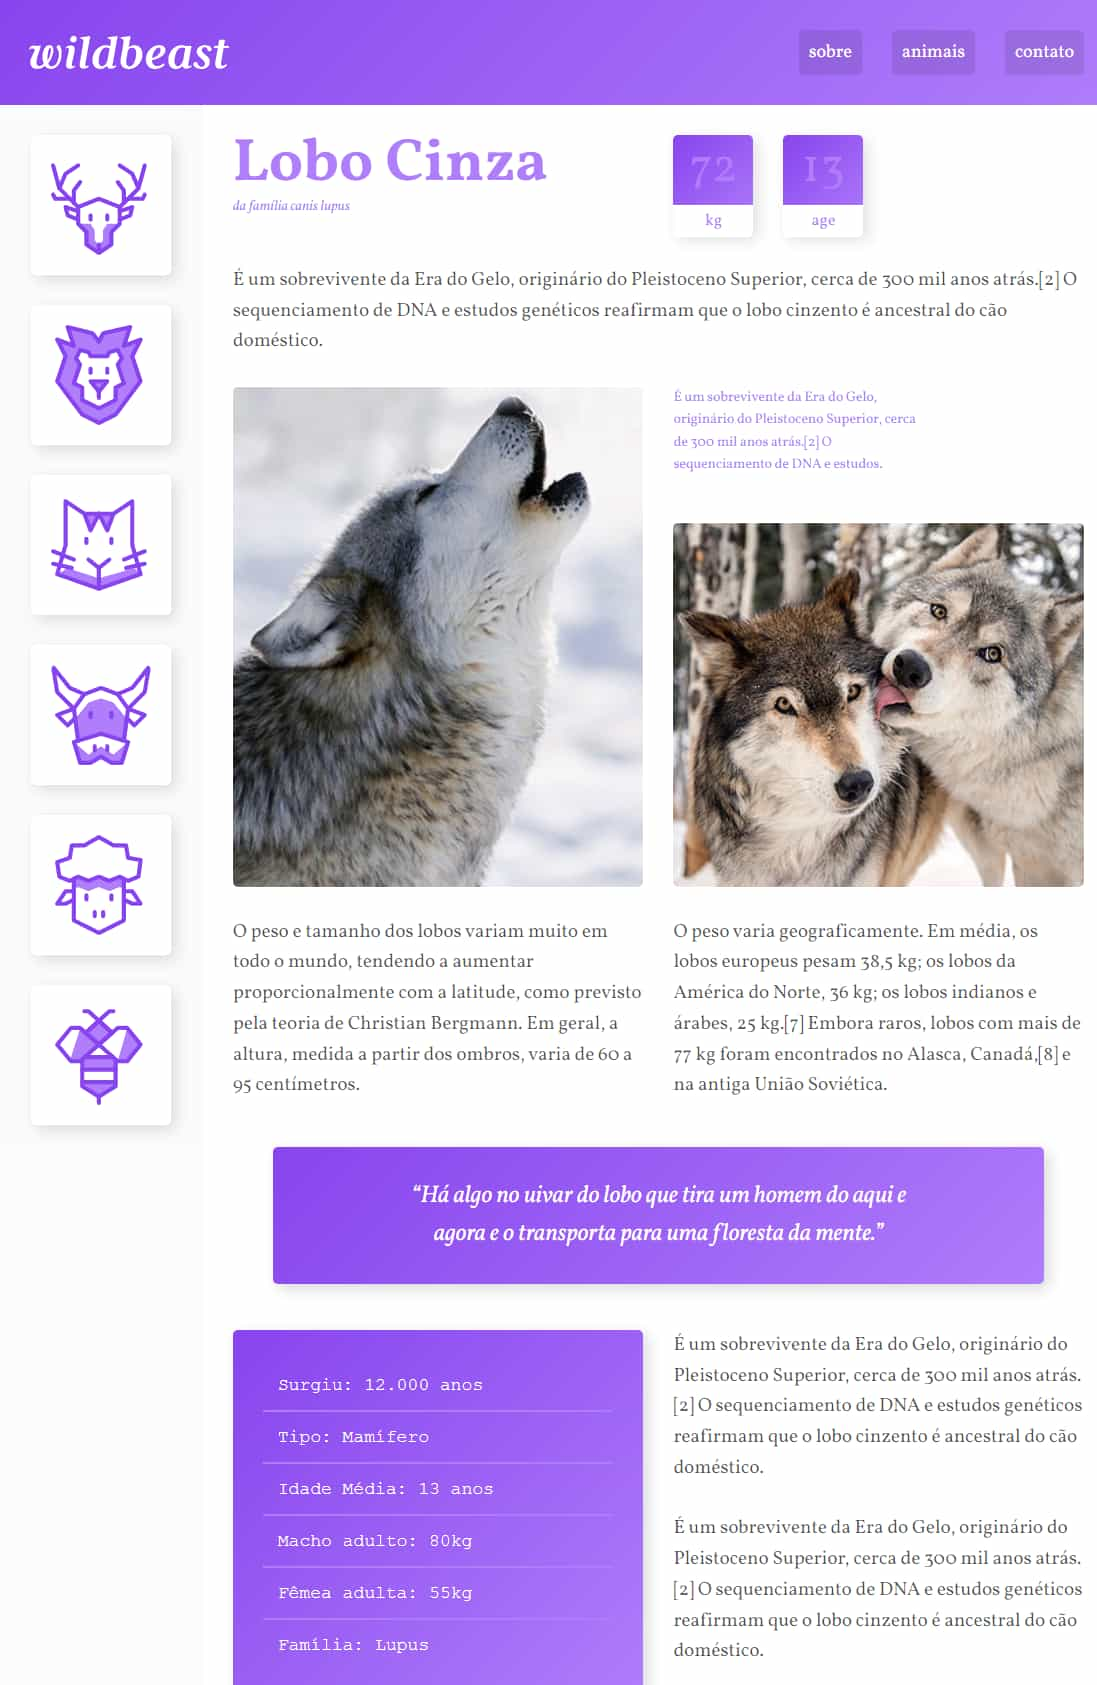 wildbeast
sobre
animais
contato
Lobo Cinza
da família canis lupus
72
kg
13
age
É um sobrevivente da Era do Gelo, originário do Pleistoceno Superior, cerca de 300 mil anos atrás.[2] O
sequenciamento de DNA e estudos genéticos reafirmam que o lobo cinzento é ancestral do cão
doméstico.
É um sobrevivente da Era do Gelo,
originário do Pleistoceno Superior, cerca
de 300 mil anos atrás.[2] O
sequenciamento de DNA e estudos.
O peso e tamanho dos lobos variam muito em
todo o mundo, tendendo a aumentar
proporcionalmente com a latitude, como previsto
pela teoria de Christian Bergmann. Em geral, a
altura, medida a partir dos ombros, varia de 60 a
95 centímetros.
O peso varia geograficamente. Em média, os
lobos europeus pesam 38,5 kg; os lobos da
América do Norte, 36 kg; os lobos indianos e
árabes, 25 kg.[7] Embora raros, lobos com mais de
77 kg foram encontrados no Alasca, Canadá,[8] e
na antiga União Soviética.
“Há algo no uivar do lobo que tira um homem do aqui e
agora e o transporta para uma floresta da mente.”
Surgiu: 12.000 anos
Tipo: Mamífero
Idade Média: 13 anos
Macho adulto: 80kg
Fêmea adulta: 55kg
Família: Lupus
É um sobrevivente da Era do Gelo, originário do
Pleistoceno Superior, cerca de 300 mil anos atrás.
[2] O sequenciamento de DNA e estudos genéticos
reafirmam que o lobo cinzento é ancestral do cão
doméstico.
É um sobrevivente da Era do Gelo, originário do
Pleistoceno Superior, cerca de 300 mil anos atrás.
[2] O sequenciamento de DNA e estudos genéticos
reafirmam que o lobo cinzento é ancestral do cão
doméstico.